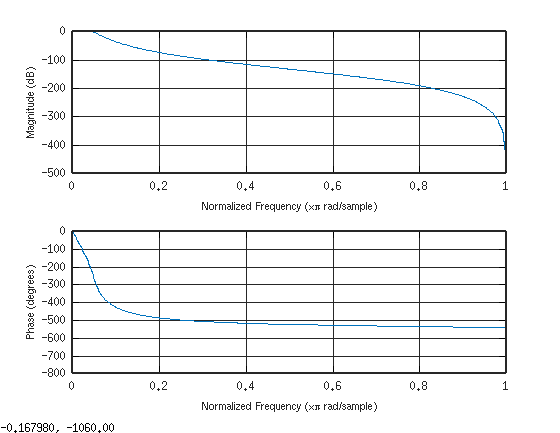 0
-100
-200
-300
-400
-500
Magnitude (dB)
0 0.2 0.4 0.6 0.8 1
Normalized Frequency (×π rad/sample)
0
-100
-200
-300
-400
-500
-600
-700
-800
Phase (degrees)
0 0.2 0.4 0.6 0.8 1
Normalized Frequency (×π rad/sample)
-0.167980, -1060.00